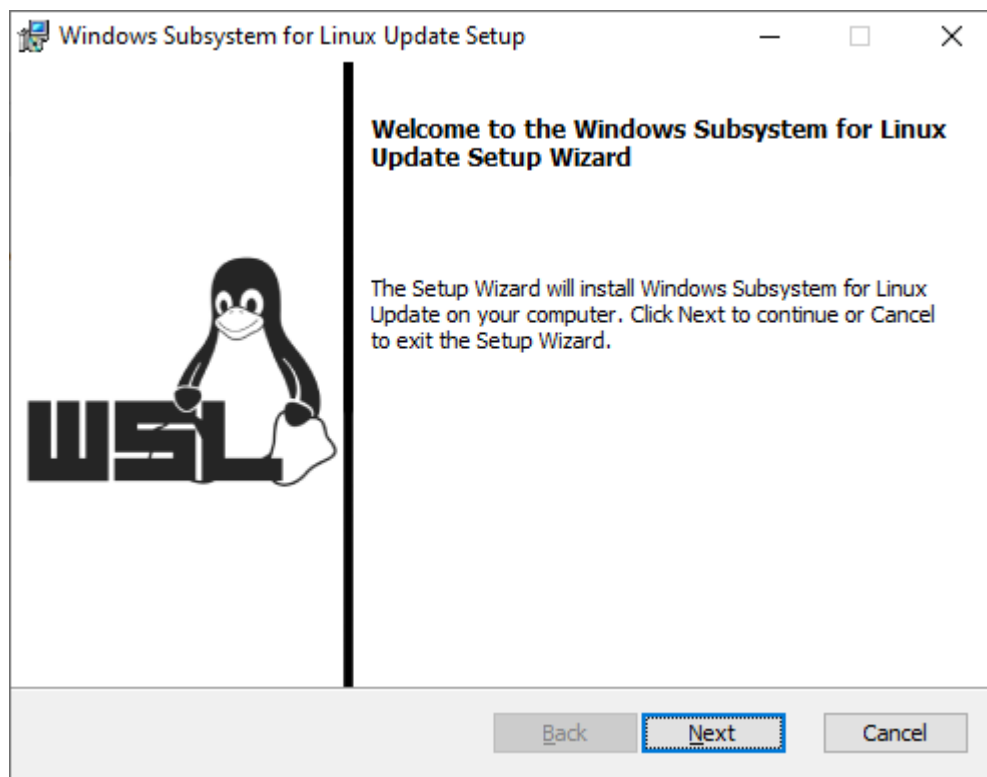 Windows Subsystem for Linux Update Setup
Welcome to the Windows Subsystem for Linux
Update Setup Wizard
The Setup Wizard will install Windows Subsystem for Linux
Update on your computer. Click Next to continue or Cancel
to exit the Setup Wizard.
WSL
Back Next Cancel